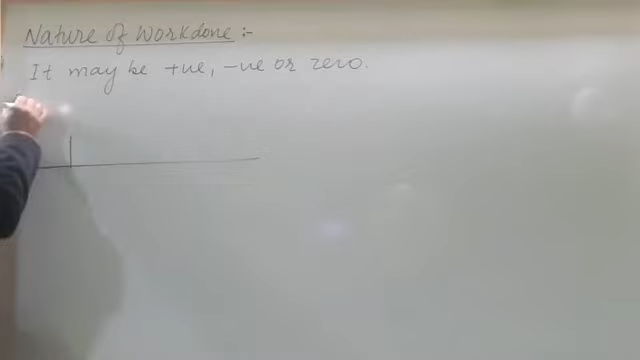 Nature of Workdone :-
It may be +ve, -ve or zero.